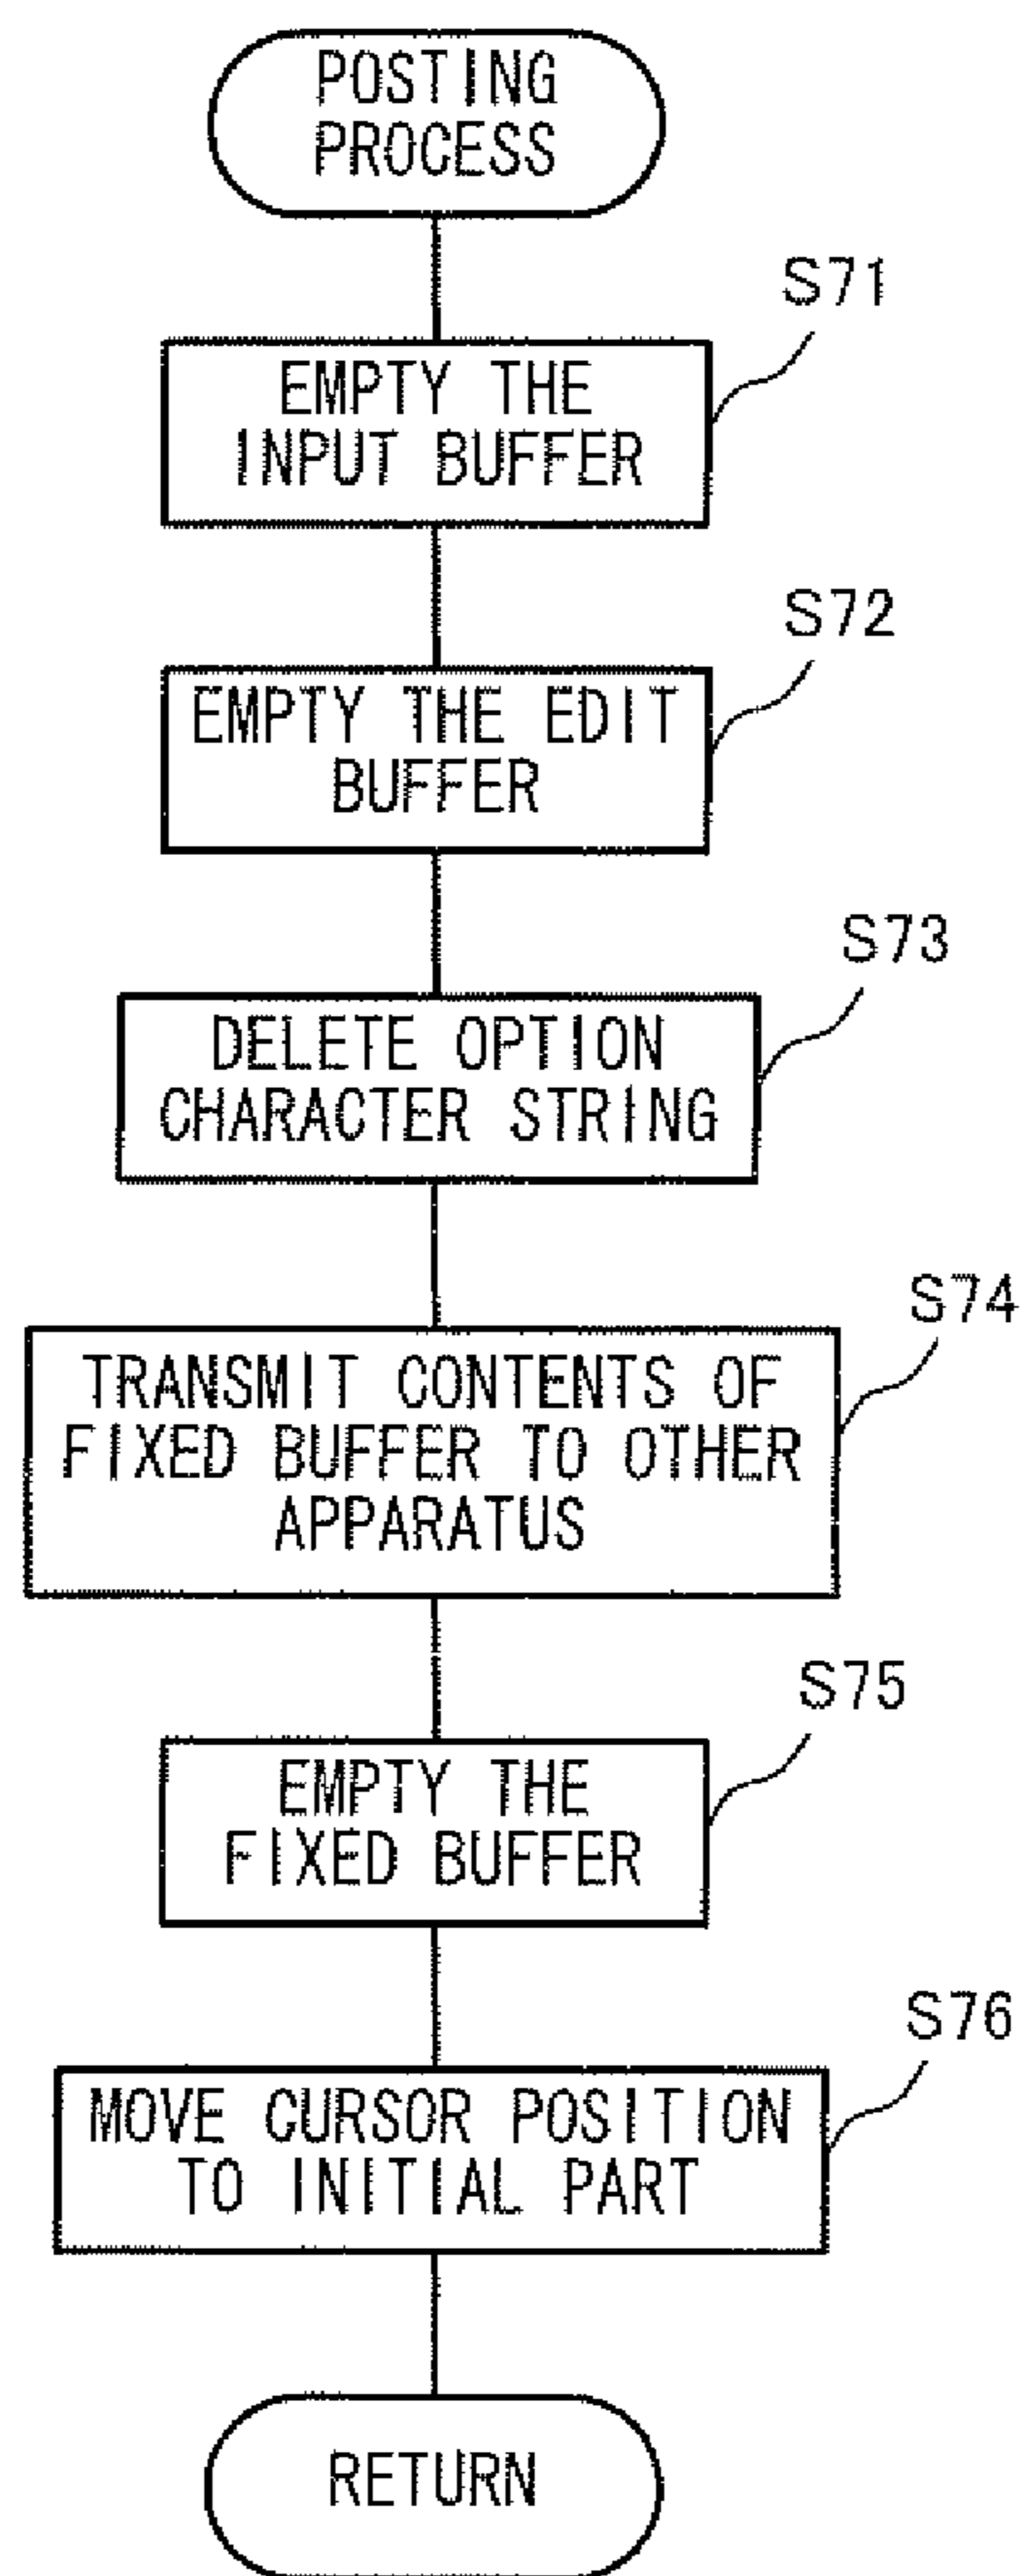 POSTING
PROCESS
S71
EMPTY THE
INPUT BUFFER
S72
EMPTY THE EDIT
BUFFER
S73
DELETE OPTION
CHARACTER STRING
S74
TRANSMIT CONTENTS OF
FIXED BUFFER TO OTHER
APPARATUS
S75
EMPTY THE
FIXED BUFFER
S76
MOVE CURSOR POSITION
TO INITIAL PART
RETURN